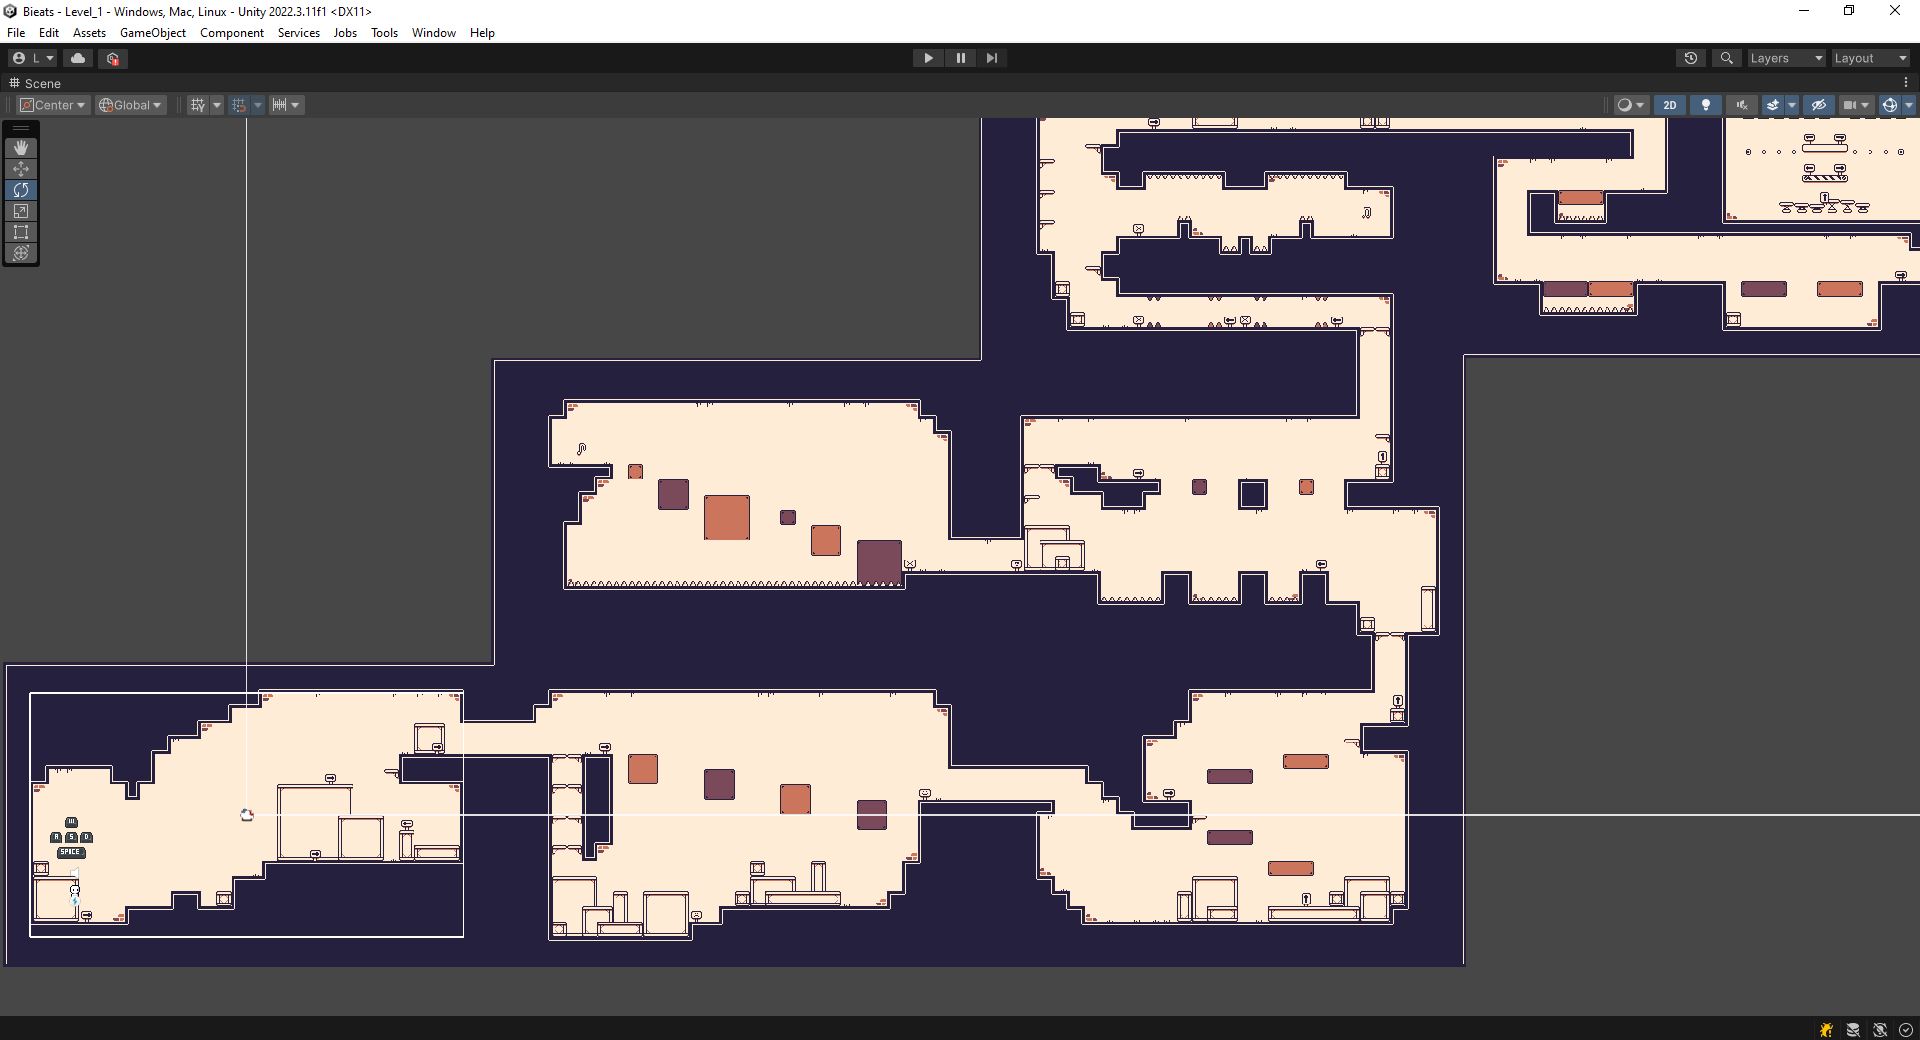 Bieats - Level_1 - Windows, Mac, Linux - Unity 2022.3.11f1 <DX11>
File Edit Assets GameObject Component Services Jobs Tools Window Help
L
Layers
Layout
Scene
Center
Global
2D
W
A S D
SPACE